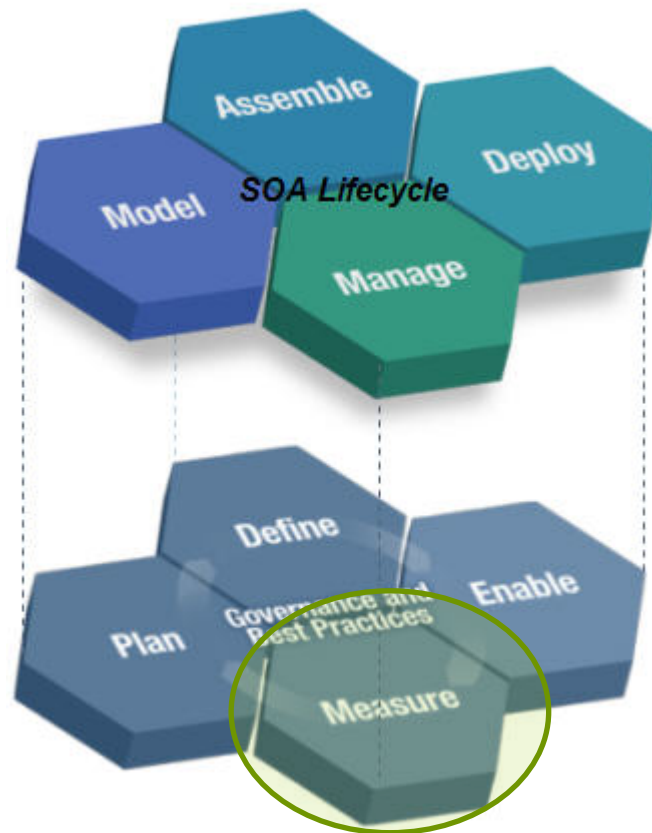 Assemble
Deploy
Model
SOA Lifecycle
Manage
Define
Enable
Governance and
Best Practices
Plan
Measure